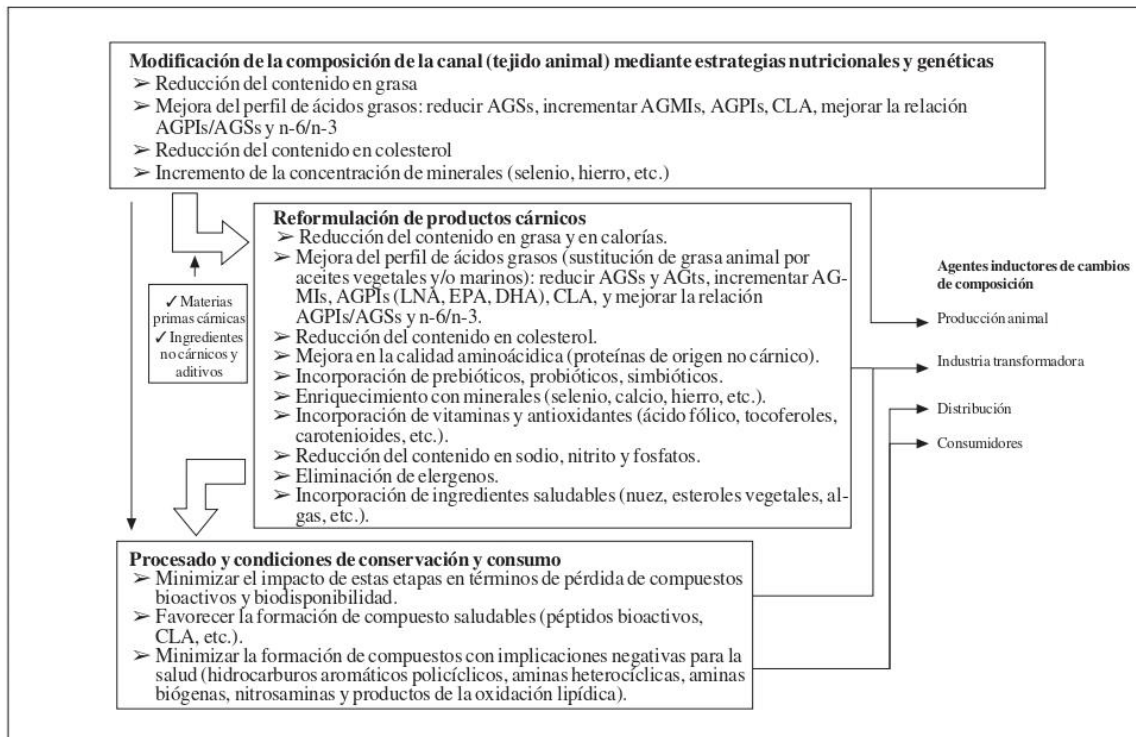 Modificación de la composición de la canal (tejido animal) mediante estrategias nutricionales y genéticas
➢ Reducción del contenido en grasa
➢ Mejora del perfil de ácidos grasos: reducir AGSs, incrementar AGMIs, AGPIs, CLA, mejorar la relación
AGPIs/AGSs y n-6/n-3
➢ Reducción del contenido en colesterol
➢ Incremento de la concentración de minerales (selenio, hierro, etc.)
Reformulación de productos cárnicos
➢ Reducción del contenido en grasa y en calorías.
➢ Mejora del perfil de ácidos grasos (sustitución de grasa animal por
aceites vegetales y/o marinos): reducir AGSs y AGts, incrementar AG-
MIs, AGPIs (LNA, EPA, DHA), CLA, y mejorar la relación
AGPIs/AGSs y n-6/n-3.
➢ Reducción del contenido en colesterol.
➢ Mejora en la calidad aminoácidica (proteínas de origen no cárnico).
➢ Incorporación de prebióticos, probióticos, simbióticos.
➢ Enriquecimiento con minerales (selenio, calcio, hierro, etc.).
➢ Incorporación de vitaminas y antioxidantes (ácido fólico, tocoferoles,
carotenioides, etc.).
➢ Reducción del contenido en sodio, nitrito y fosfatos.
➢ Eliminación de elergenos.
➢ Incorporación de ingredientes saludables (nuez, esteroles vegetales, al-
gas, etc.).
✓ Materias
primas cárnicas
✓ Ingredientes
no cárnicos y
aditivos
Agentes inductores de cambios
de composición
Producción animal
Industria transformadora
Distribución
Consumidores
Procesado y condiciones de conservación y consumo
➢ Minimizar el impacto de estas etapas en términos de pérdida de compuestos
bioactivos y biodisponibilidad.
➢ Favorecer la formación de compuesto saludables (péptidos bioactivos,
CLA, etc.).
➢ Minimizar la formación de compuestos con implicaciones negativas para la
salud (hidrocarburos aromáticos policíclicos, aminas heterocíclicas, aminas
biógenas, nitrosaminas y productos de la oxidación lipídica).